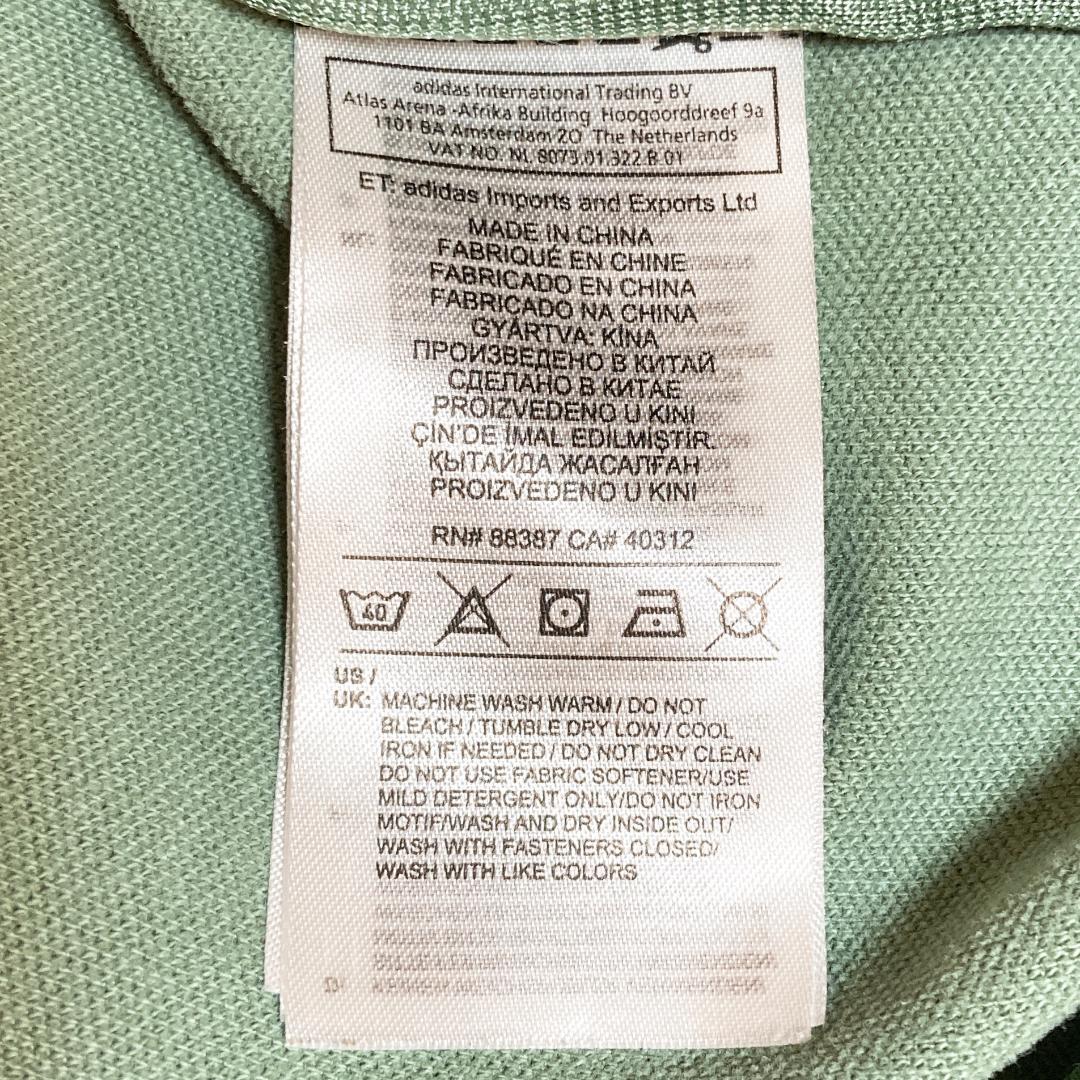 adidas International Trading BV
Atlas Arena -Afrika Building Hoogoorddreef 9a
1101 BA Amsterdam 20 The Netherlands
VAT NO. NL 8073.01.322.B.01
ET: adidas Imports and Exports Ltd
MADE IN CHINA
FABRIQUÉ EN CHINE
FABRICADO EN CHINA
FABRICADO NA CHINA
GYÁRTVA: KÍNA
ПРОИЗВЕДЕНО В КИТАЙ
СДЕЛАНО В КИТАЕ
PROIZVEDENO U KINI
ÇİN'DE İMAL EDILMIŞTİR.
ҚЫТАЙДА ЖАСАЛҒАН
PROIZVEDENO U KINI
RN# 88387 CA# 40312
40
US /
UK: MACHINE WASH WARM / DO NOT
BLEACH / TUMBLE DRY LOW / COOL
IRON IF NEEDED / DO NOT DRY CLEAN
DO NOT USE FABRIC SOFTENER/USE
MILD DETERGENT ONLY/DO NOT IRON
MOTIF/WASH AND DRY INSIDE OUT/
WASH WITH FASTENERS CLOSED/
WASH WITH LIKE COLORS